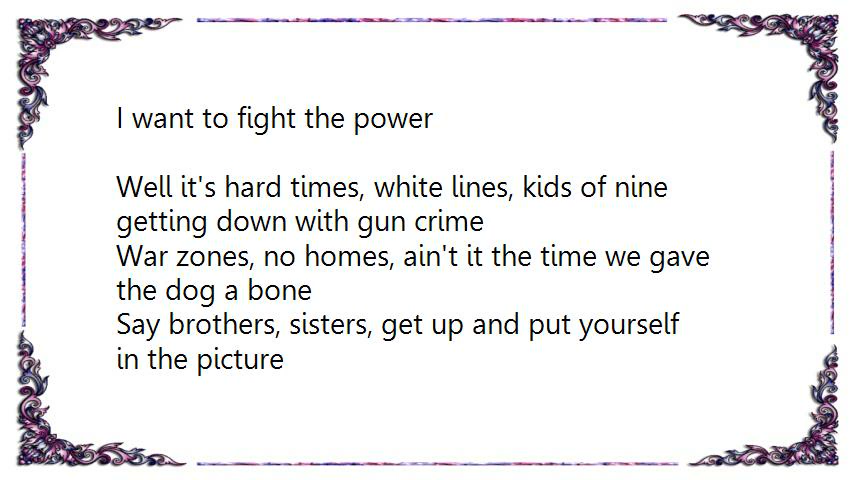 I want to fight the power
Well it's hard times, white lines, kids of nine
getting down with gun crime
War zones, no homes, ain't it the time we gave
the dog a bone
Say brothers, sisters, get up and put yourself
in the picture